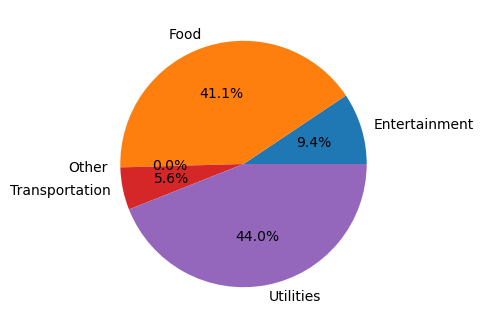 Food
41.1%
Entertainment
9.4%
Other
0.0%
Transportation
5.6%
44.0%
Utilities